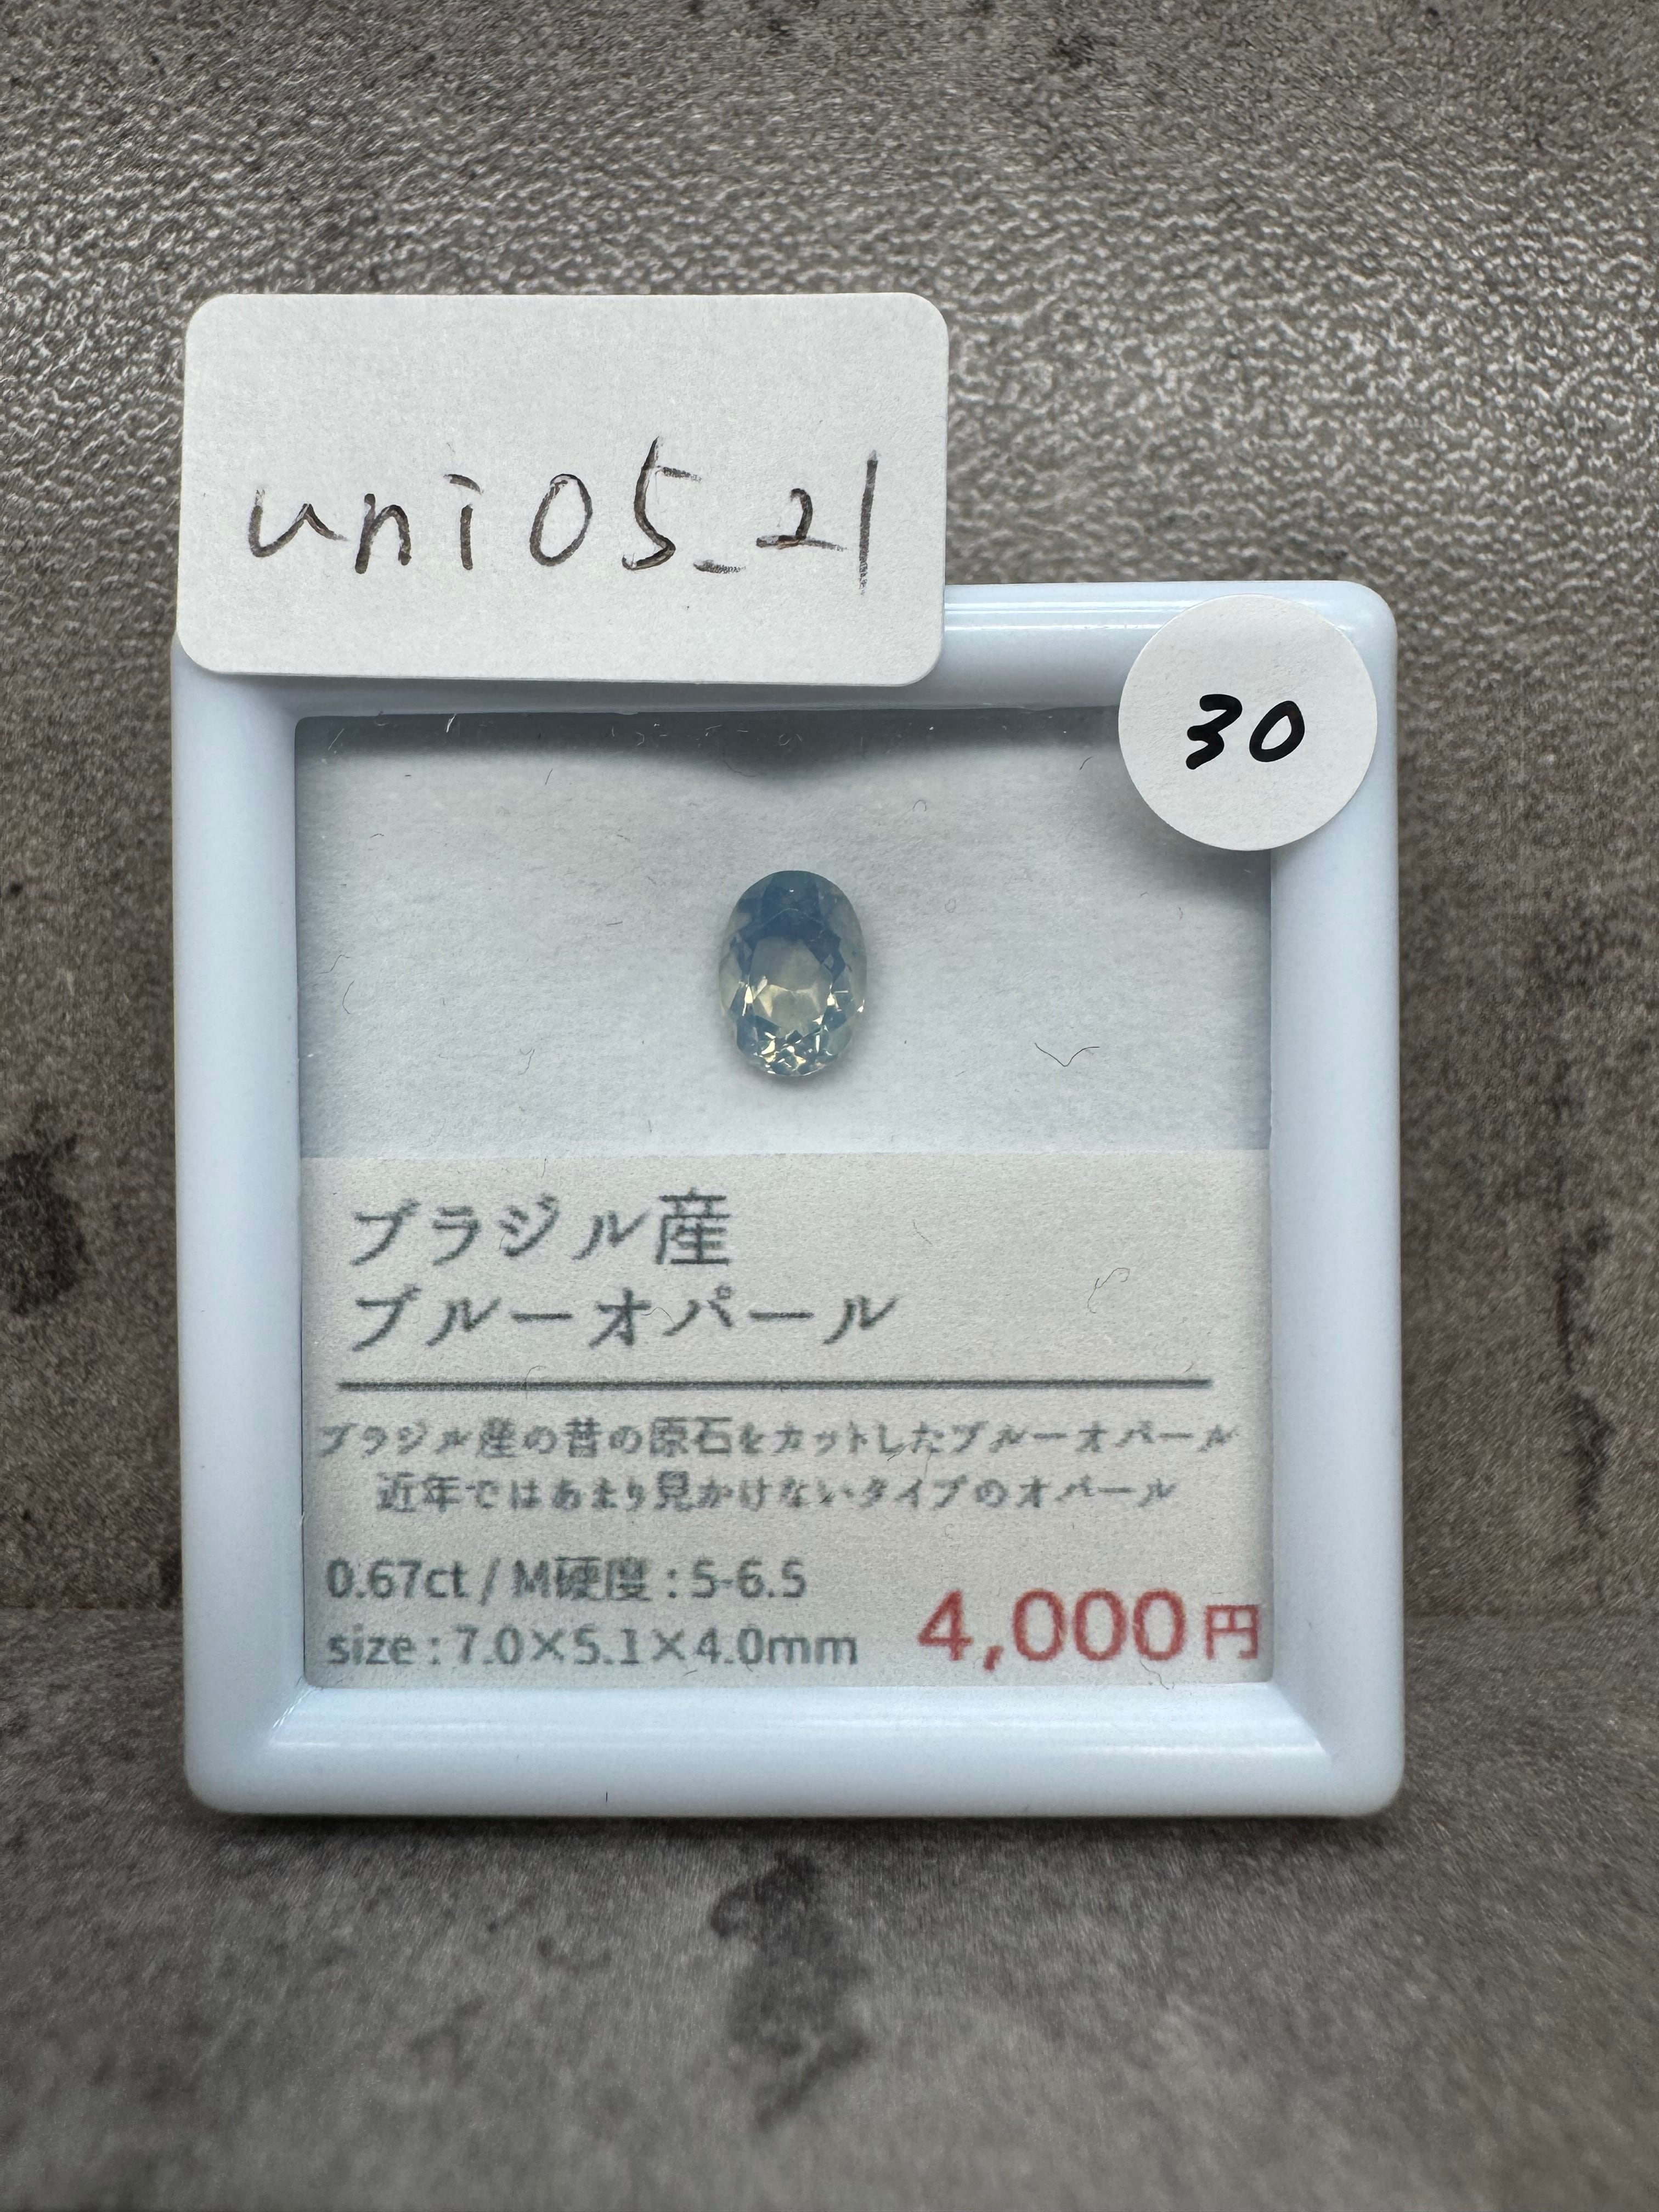 uni05_21
30
ブラジル産
ブルーオパール
ブラジル産の昔の原石をカットしたブルーオパール
近年ではあまり見かけないタイプのオパール
0.67ct / M硬度 : 5-6.5
size : 7.0×5.1×4.0mm
4,000円